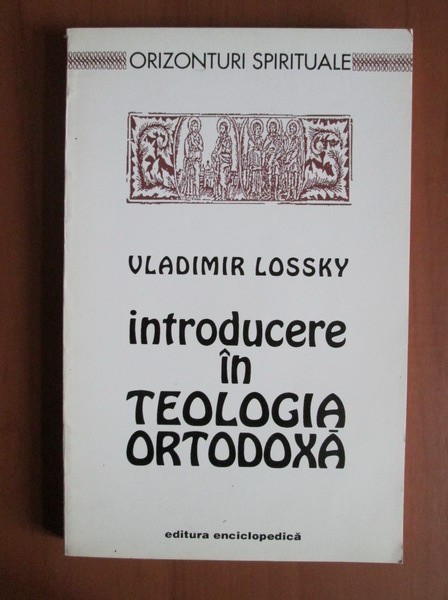 ORIZONTURI SPIRITUALE
VLADIMIR LOSSKY
introducere
în
TEOLOGIA
ORTODOXĂ
editura enciclopedică